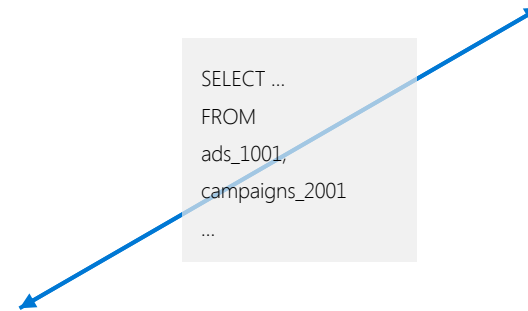 SELECT ...
FROM
ads_1001,
campaigns_2001
...